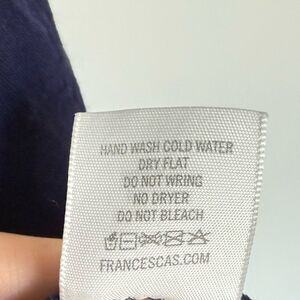 HAND WASH COLD WATER
DRY FLAT
DO NOT WRING
NO DRYER
DO NOT BLEACH
FRANCESCAS.COM